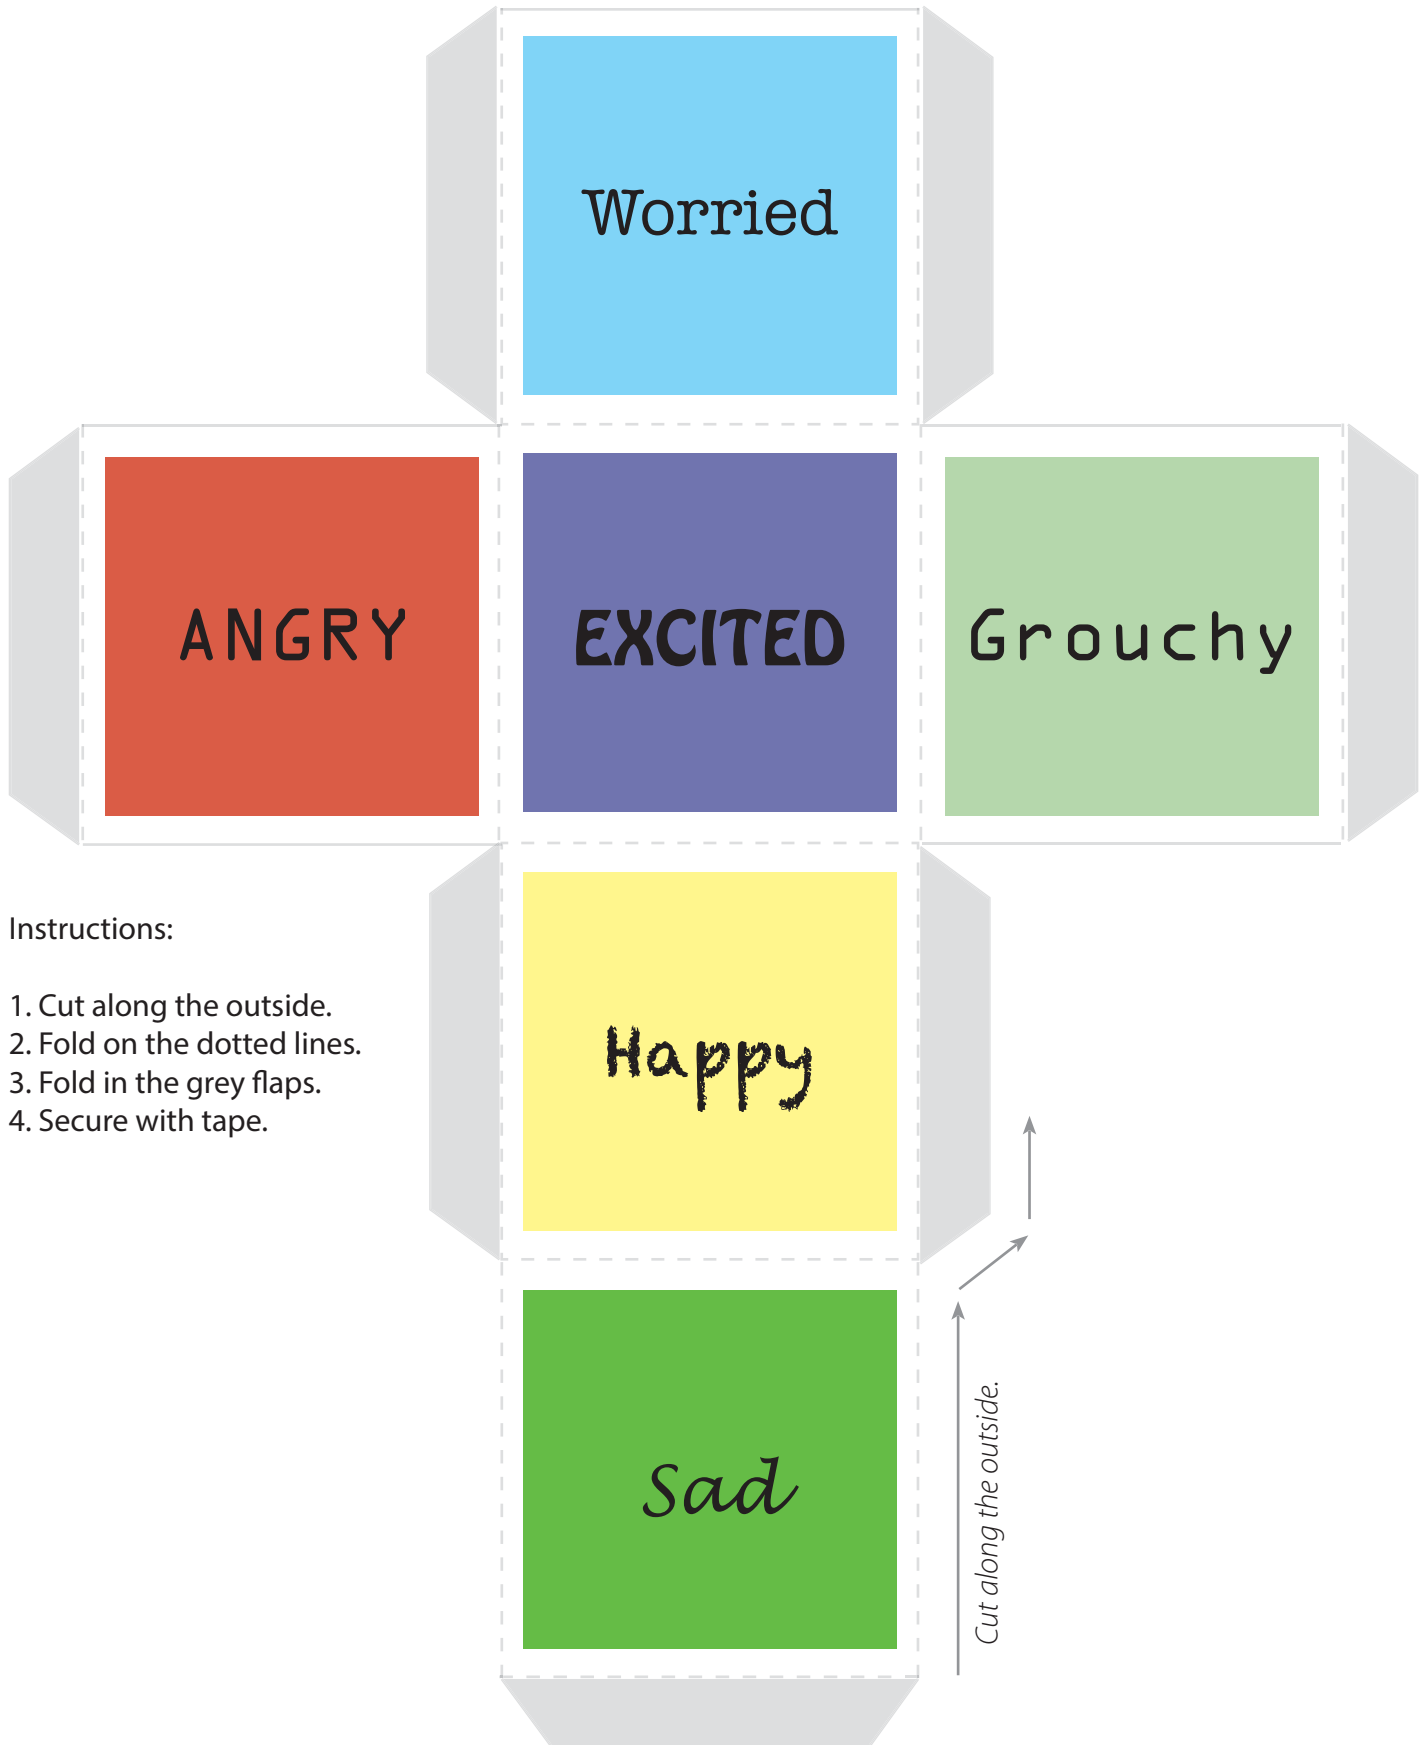 Worried
ANGRY
EXCITED
Grouchy
Happy
Instructions:
1. Cut along the outside.
2. Fold on the dotted lines.
3. Fold in the grey flaps.
4. Secure with tape.
Sad
Cut along the outside.